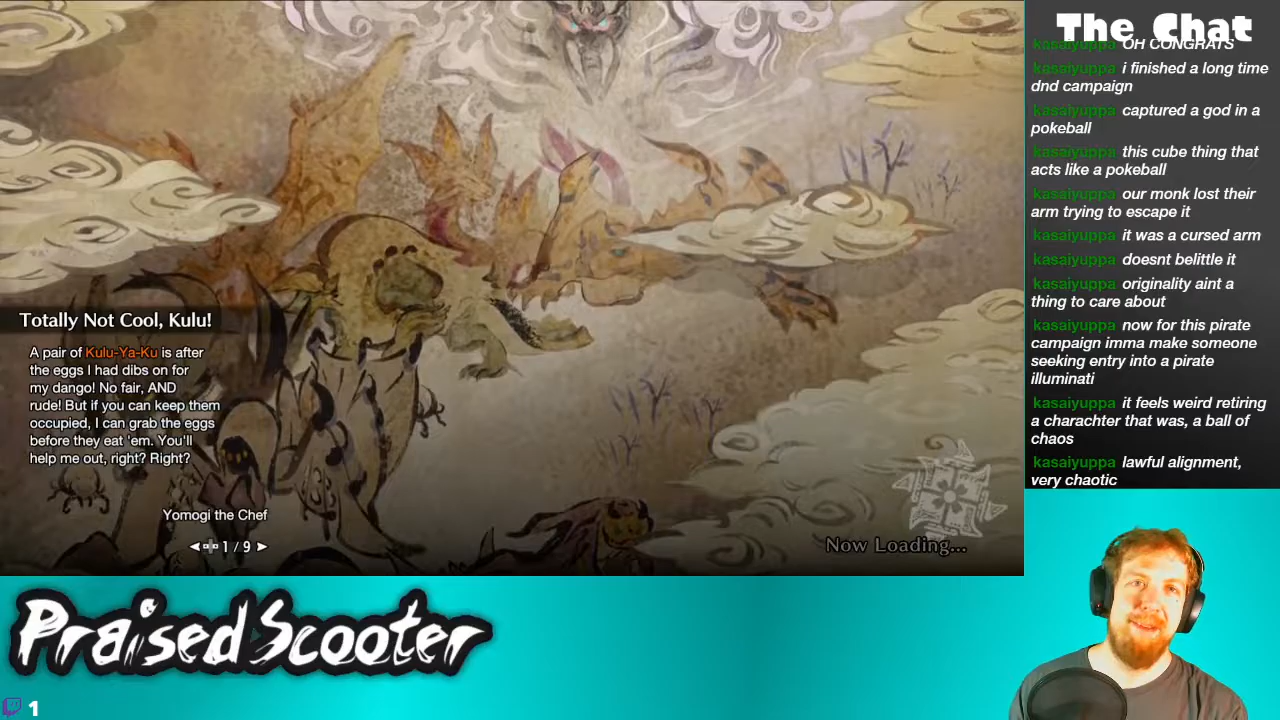 The Chat
kasaiyuppa OH CONGRATS
kasaiyuppa i finished a long time
dnd campaign
kasaiyuppa captured a god in a
pokeball
kasaiyuppa this cube thing that
acts like a pokeball
kasaiyuppa our monk lost their
arm trying to escape it
kasaiyuppa it was a cursed arm
kasaiyuppa doesnt belittle it
kasaiyuppa originality aint a
thing to care about
kasaiyuppa now for this pirate
campaign imma make someone
seeking entry into a pirate
illuminati
kasaiyuppa it feels weird retiring
a charachter that was, a ball of
chaos
kasaiyuppa lawful alignment,
very chaotic
Totally Not Cool, Kulu!
A pair of Kulu-Ya-Ku is after
the eggs I had dibs on for
my dango! No fair, AND
rude! But if you can keep them
occupied, I can grab the eggs
before they eat 'em. You'll
help me out, right? Right?
Yomogi the Chef
1 / 9
Now Loading...
PraisedScooter
1